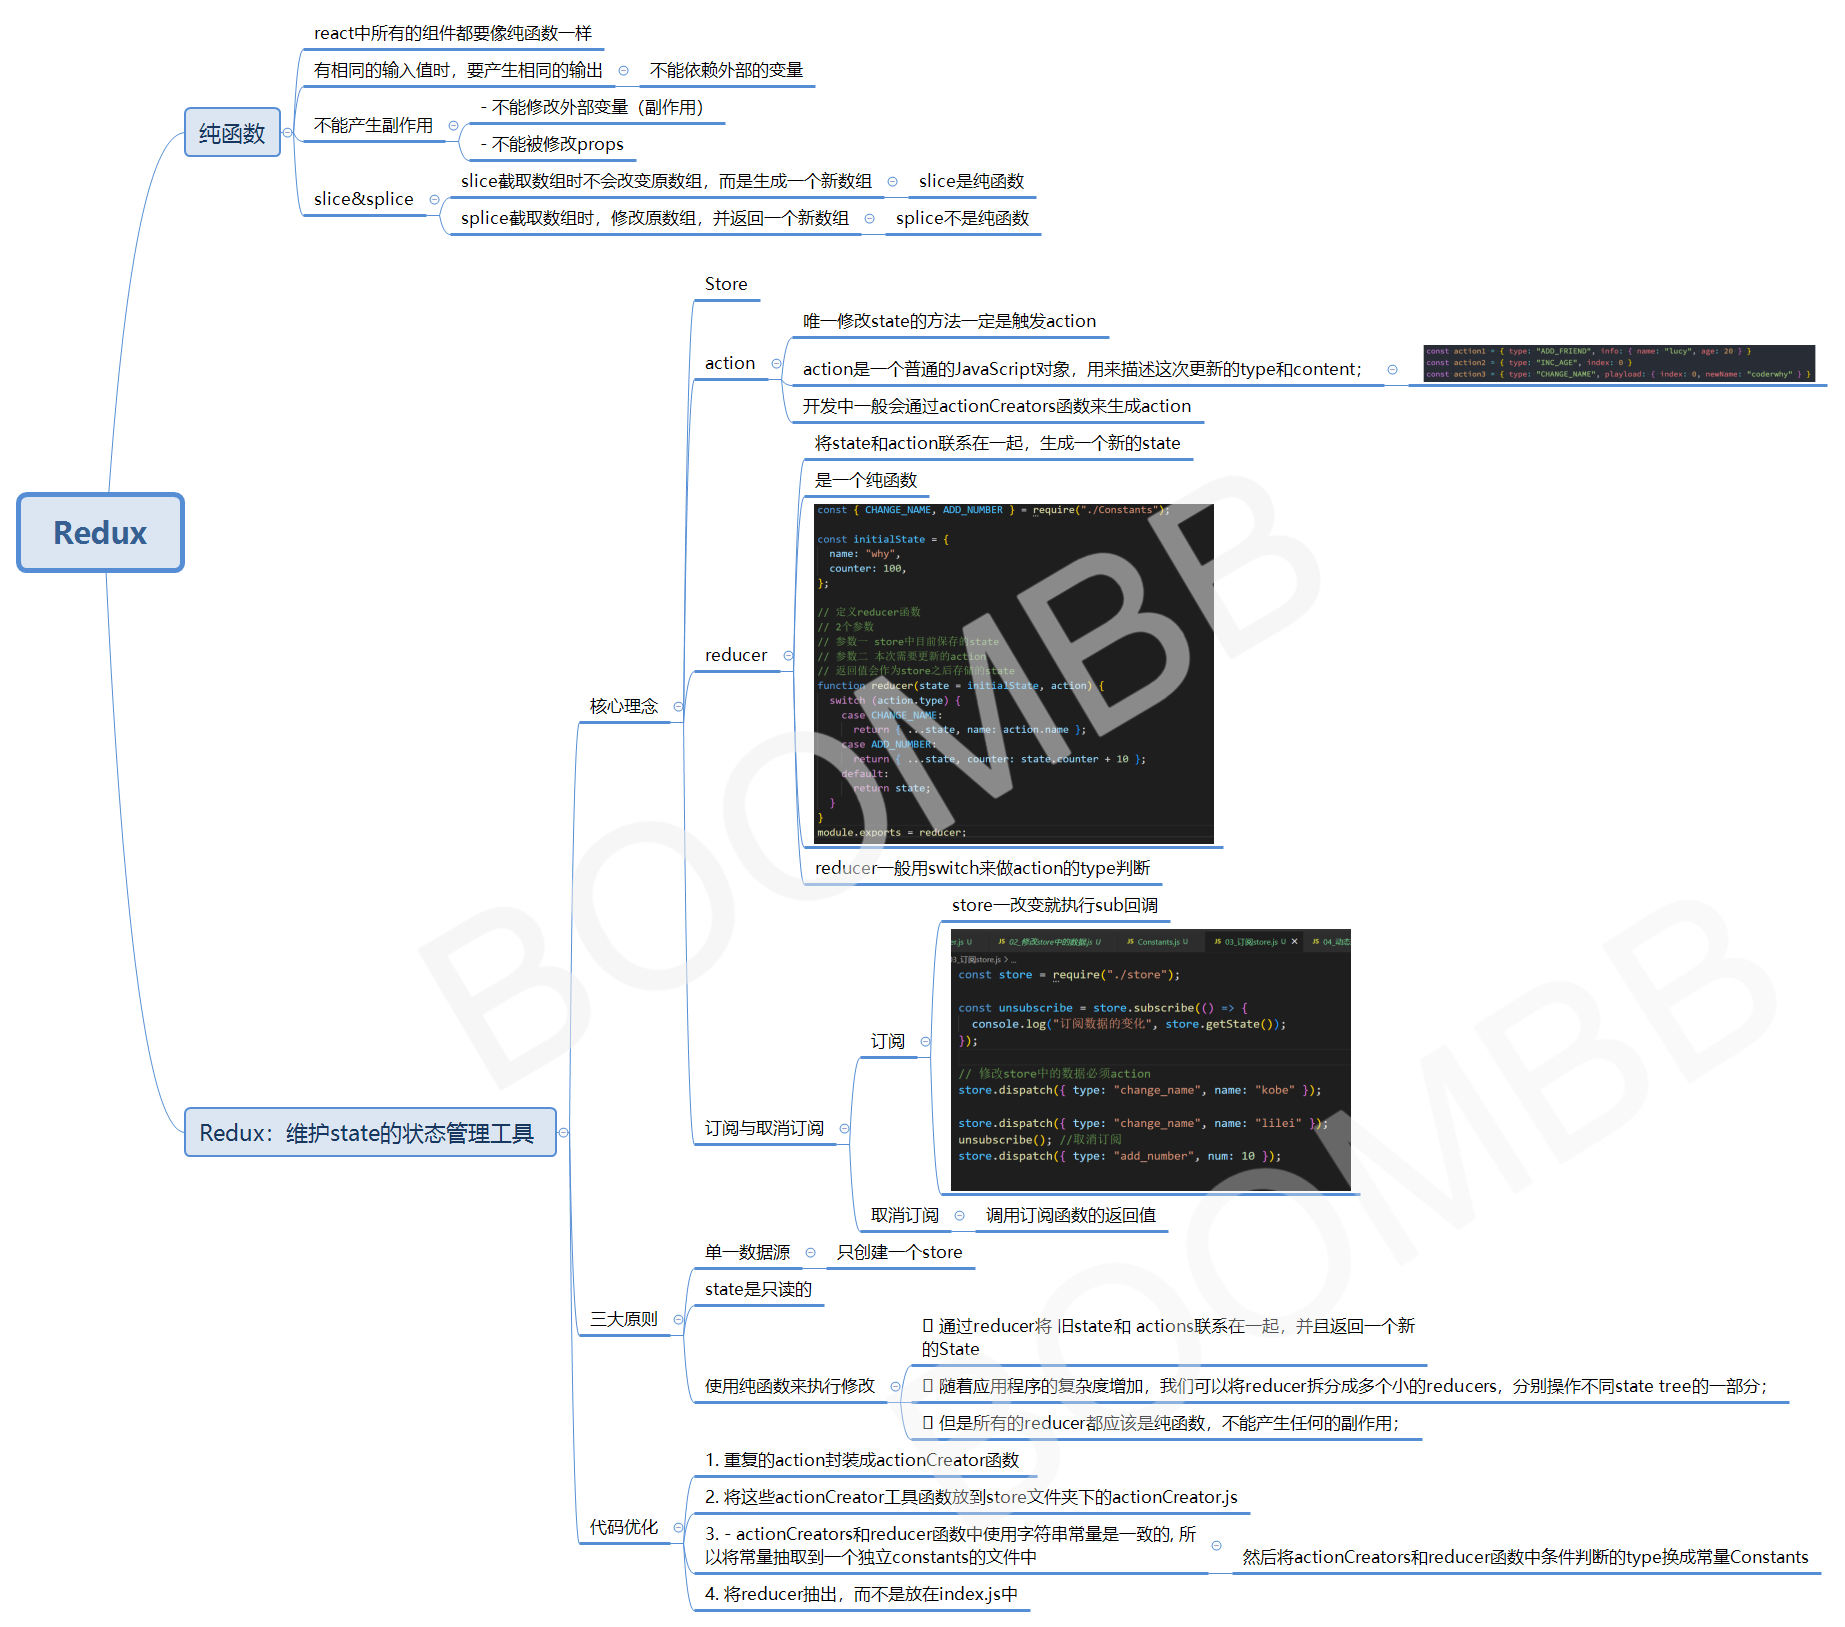 Redux
纯函数
react中所有的组件都要像纯函数一样
有相同的输入值时，要产生相同的输出
不能依赖外部的变量
不能产生副作用
- 不能修改外部变量（副作用）
- 不能被修改props
slice&splice
slice截取数组时不会改变原数组，而是生成一个新数组
slice是纯函数
splice截取数组时，修改原数组，并返回一个新数组
splice不是纯函数
Redux：维护state的状态管理工具
核心理念
Store
action
唯一修改state的方法一定是触发action
action是一个普通的JavaScript对象，用来描述这次更新的type和content；
const action1 = { type: "ADD_FRIEND", info: { name: "lucy", age: 20 } }
const action2 = { type: "INC_AGE", index: 0 }
const action3 = { type: "CHANGE_NAME", playload: { index: 0, newName: "coderwhy" } }
开发中一般会通过actionCreators函数来生成action
reducer
将state和action联系在一起，生成一个新的state
是一个纯函数
const { CHANGE_NAME, ADD_NUMBER } = require("./Constants");
const initialState = {
name: "why",
counter: 100,
};
// 定义reducer函数
// 2个参数
// 参数一 store中目前保存的state
// 参数二 本次需要更新的action
// 返回值会作为store之后存储的state
function reducer(state = initialState, action) {
switch (action.type) {
case CHANGE_NAME:
return { ...state, name: action.name };
case ADD_NUMBER:
return { ...state, counter: state.counter + 10 };
default:
return state;
}
}
module.exports = reducer;
reducer一般用switch来做action的type判断
订阅与取消订阅
订阅
store一改变就执行sub回调
er.js U JS 02_修改store中的数据.js U JS Constants.js U JS 03_订阅store.js U × JS 04_动态
03_订阅store.js > ...
const store = require("./store");
const unsubscribe = store.subscribe(() => {
console.log("订阅数据的变化", store.getState());
});
// 修改store中的数据必须action
store.dispatch({ type: "change_name", name: "kobe" });
store.dispatch({ type: "change_name", name: "lilei" });
unsubscribe(); //取消订阅
store.dispatch({ type: "add_number", num: 10 });
取消订阅
调用订阅函数的返回值
三大原则
单一数据源
只创建一个store
state是只读的
使用纯函数来执行修改
通过reducer将 旧state和 actions联系在一起，并且返回一个新
的State
随着应用程序的复杂度增加，我们可以将reducer拆分成多个小的reducers，分别操作不同state tree的一部分；
但是所有的reducer都应该是纯函数，不能产生任何的副作用；
代码优化
1. 重复的action封装成actionCreator函数
2. 将这些actionCreator工具函数放到store文件夹下的actionCreator.js
3. - actionCreators和reducer函数中使用字符串常量是一致的, 所
以将常量抽取到一个独立constants的文件中
然后将actionCreators和reducer函数中条件判断的type换成常量Constants
4. 将reducer抽出，而不是放在index.js中
BOOMBB
BOOMBB